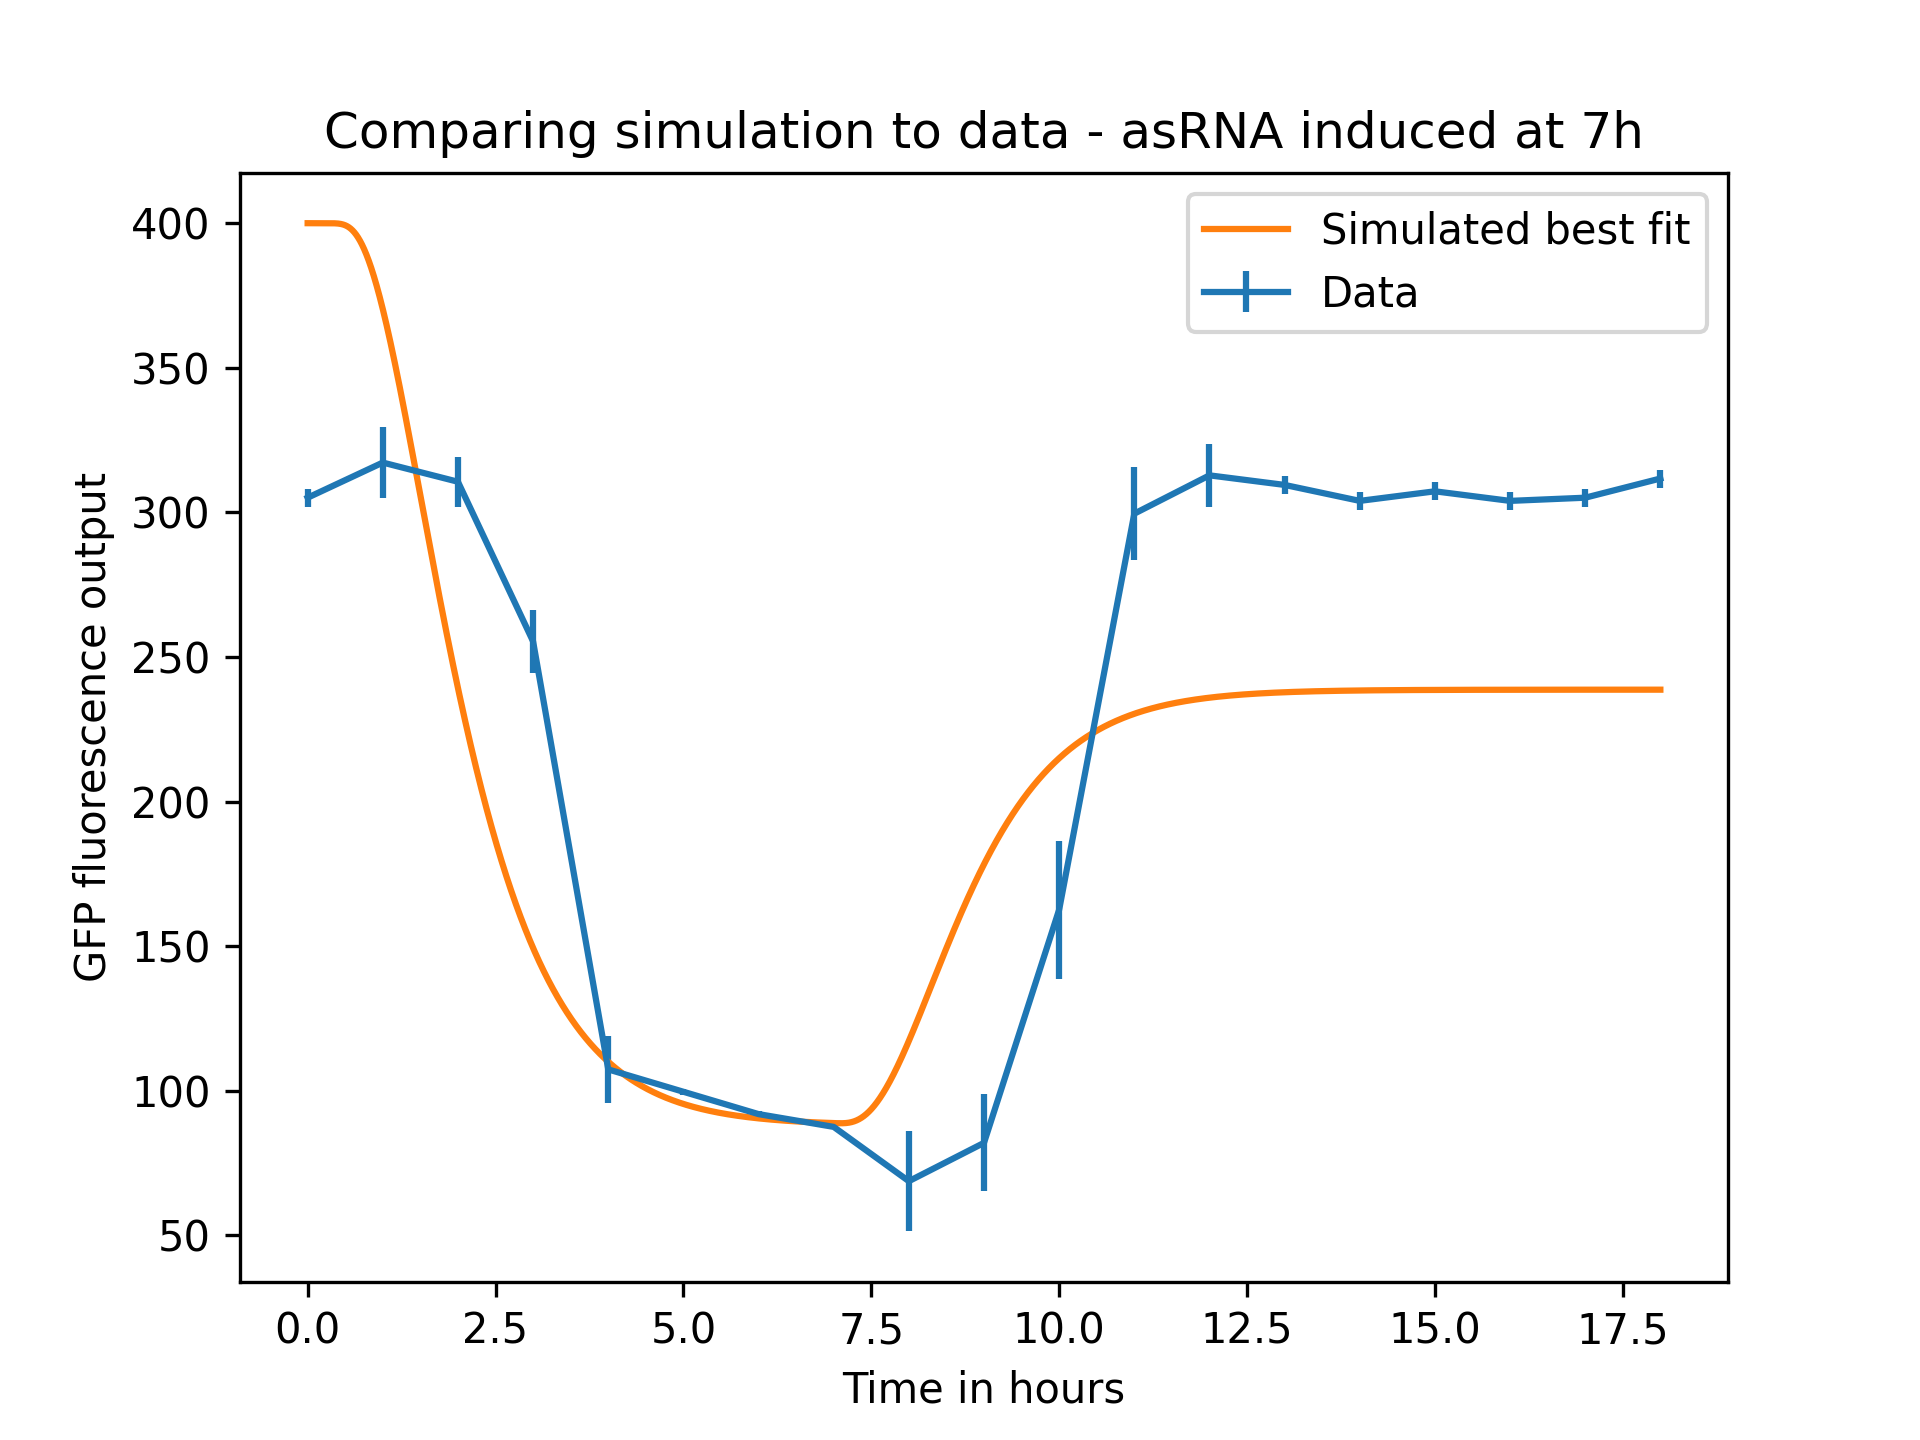 Comparing simulation to data - asRNA induced at 7h
Simulated best fit
Data
GFP fluorescence output
400
350
300
250
200
150
100
50
0.0 2.5 5.0 7.5 10.0 12.5 15.0 17.5
Time in hours